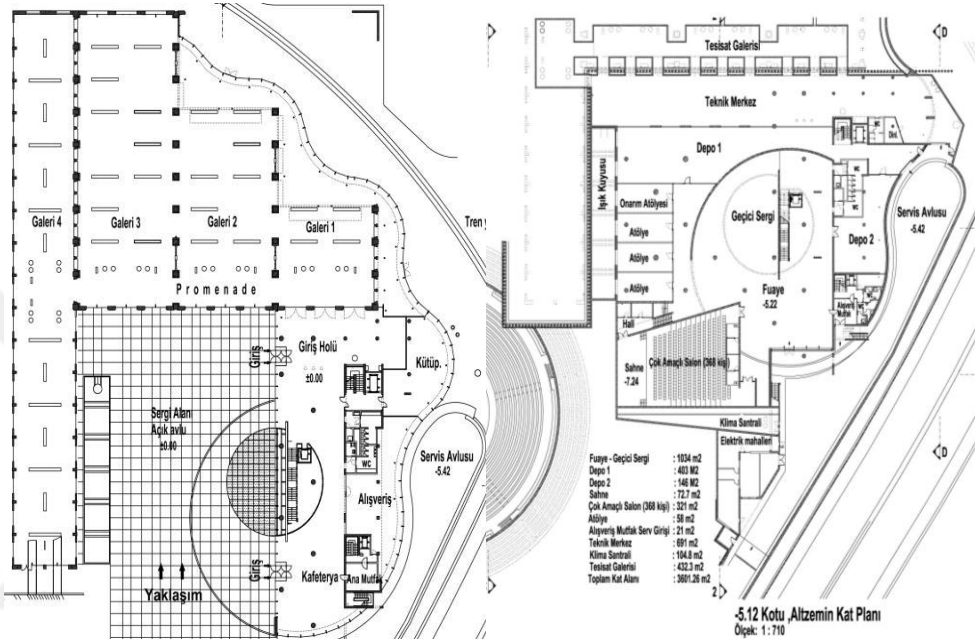 Galeri 4
Galeri 3
Galeri 2
Galeri 1
Promenade
Giriş
Giriş Holü
±0.00
Kütüp.
Sergi Alan
Açık avlu
±0.00
WC
Servis Avlusu
-5.42
Alışveriş
Giriş
Kafeterya
Ana Mutfak
Yaklaşım
Tren
D
Tesisat Galerisi
Teknik Merkez
WC
Depo 1
Işık Kuyusu
Onarım Atölyesi
Geçici Sergi
Servis Avlusu
-5.42
Atölye
Depo 2
Atölye
Atölye
Fuaye
-5.22
Alışveriş
Mutfak
Hall
Sahne
-7.24
Çok Amaçlı Salon (368 kişi)
Klima Santrali
Elektrik mahalleri
D
Fuaye - Geçici Sergi : 1034 m2
Depo 1 : 403 M2
Depo 2 : 146 M2
Sahne : 72.7 m2
Çok Amaçlı Salon (368 kişi) : 321 m2
Atölye : 58 m2
Alışveriş Mutfak Serv Girişi : 21 m2
Teknik Merkez : 691 m2
Klima Santrali : 104.8 m2
Tesisat Galerisi : 432.3 m2
Toplam Kat Alanı : 3601.26 m2
2
-5.12 Kotu ,Altzemin Kat Planı
Ölçek: 1 : 710